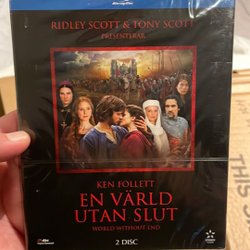 Blu-ray Disc
RIDLEY SCOTT & TONY SCOTT
PRESENTERAR
KEN FOLLETT
EN VÄRLD
UTAN SLUT
WORLD WITHOUT END
2 DISC
THIS S